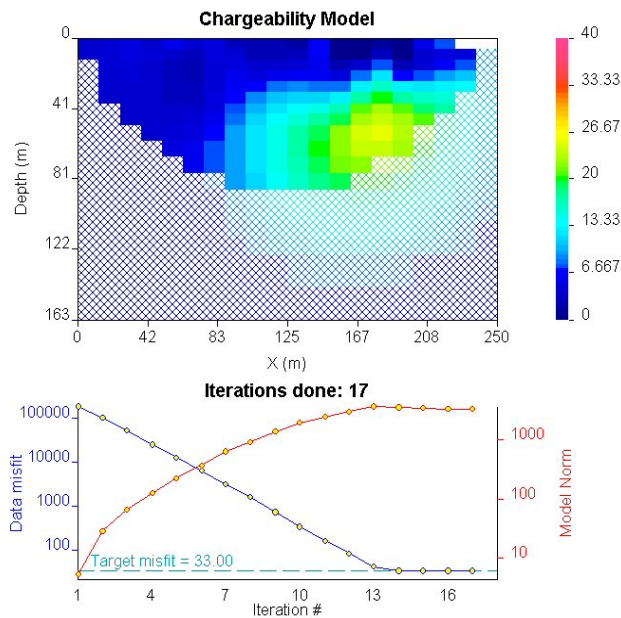 Chargeability Model
0
41
81
122
163
Depth (m)
0 42 83 125 167 208 250
X (m)
40
33.33
26.67
20
13.33
6.667
0
Iterations done: 17
100000
10000
1000
100
Data misfit
1000
100
10
Model Norm
Target misfit = 33.00
1 4 7 10 13 16
Iteration #